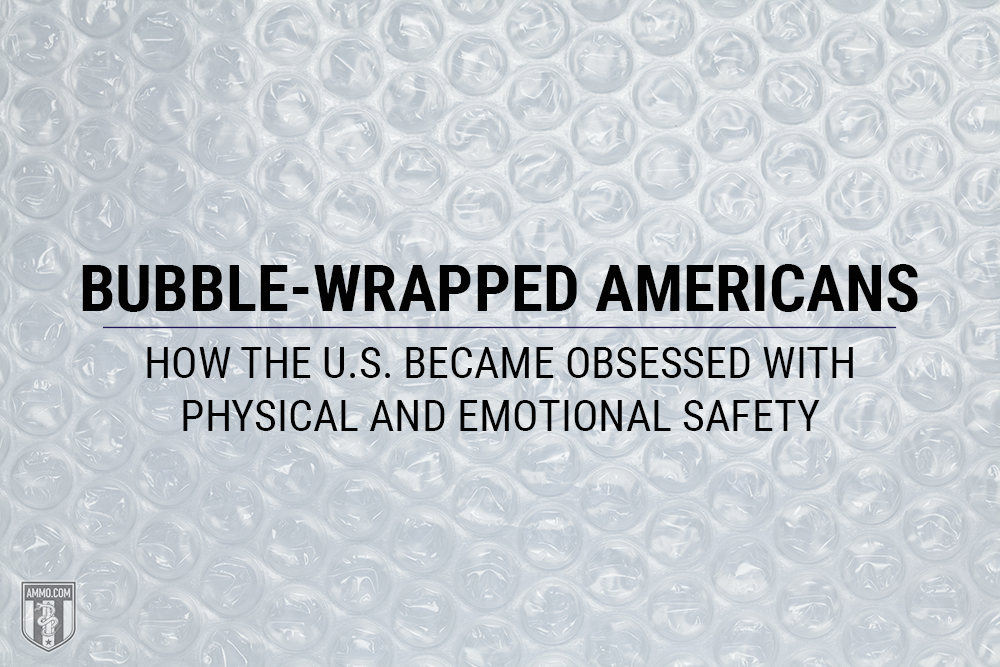 BUBBLE-WRAPPED AMERICANS
HOW THE U.S. BECAME OBSESSED WITH
PHYSICAL AND EMOTIONAL SAFETY
AMMO.COM